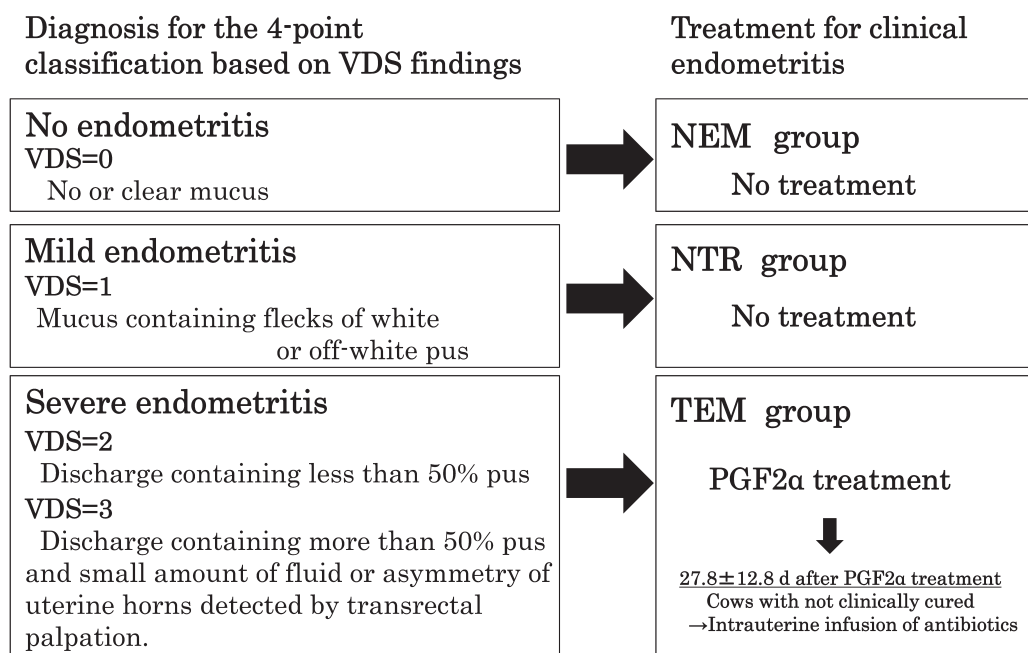 Diagnosis for the 4-point
classification based on VDS findings
Treatment for clinical
endometritis
No endometritis
VDS=0
No or clear mucus
NEM group
No treatment
Mild endometritis
VDS=1
Mucus containing flecks of white
or off-white pus
NTR group
No treatment
Severe endometritis
VDS=2
Discharge containing less than 50% pus
VDS=3
Discharge containing more than 50% pus
and small amount of fluid or asymmetry of
uterine horns detected by transrectal
palpation.
TEM group
PGF2α treatment
27.8±12.8 d after PGF2α treatment
Cows with not clinically cured
→Intrauterine infusion of antibiotics